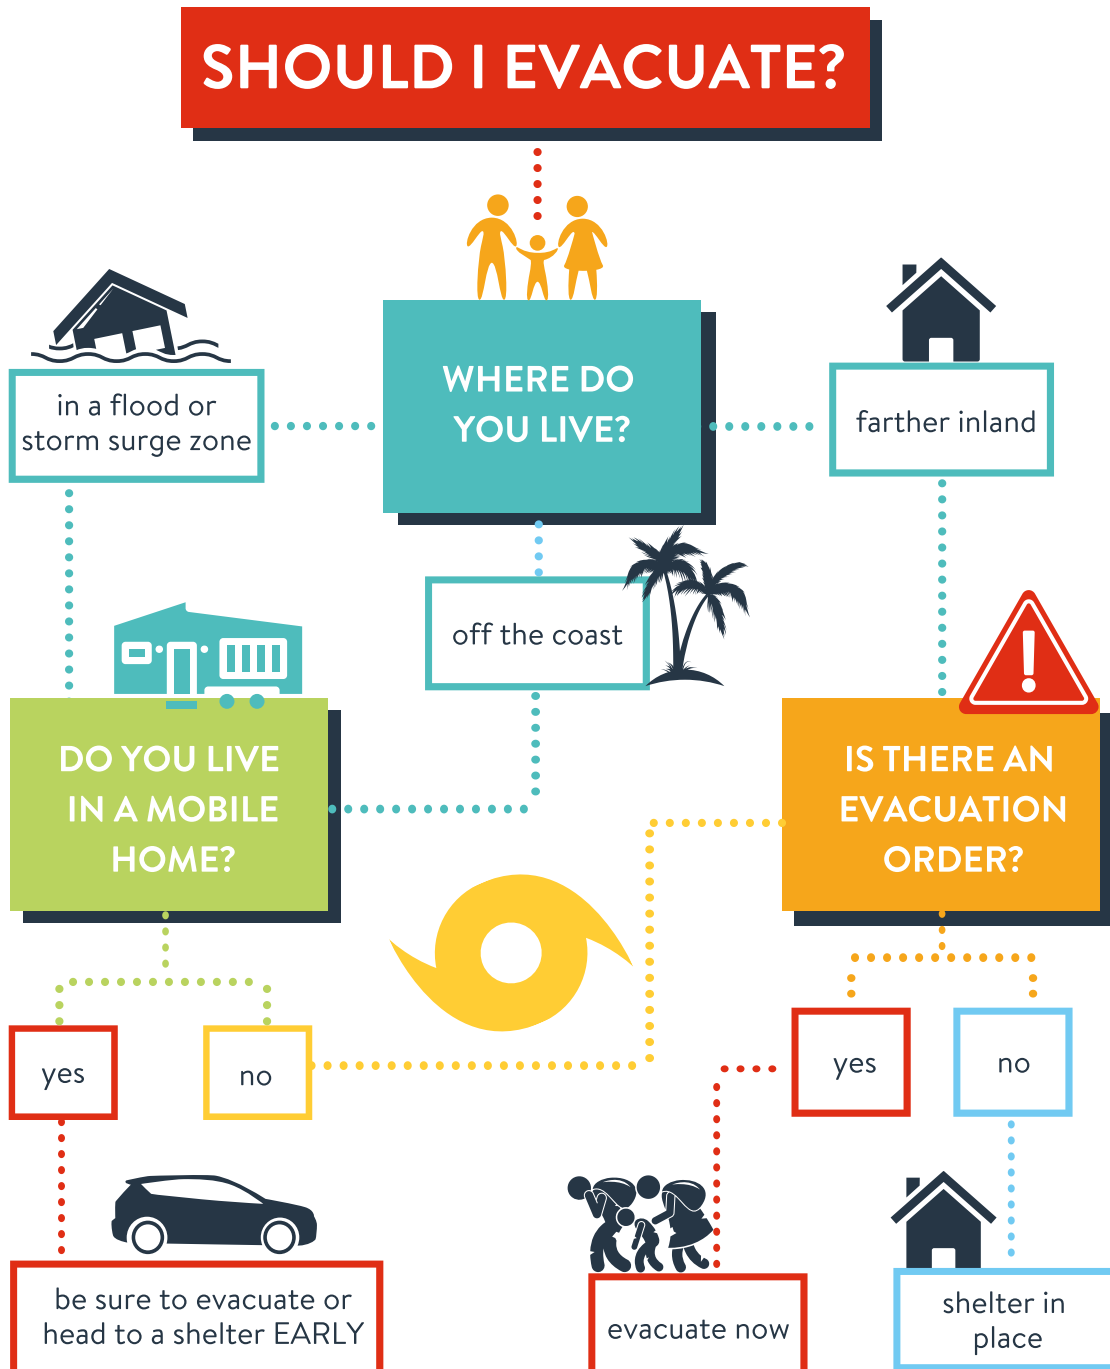 SHOULD I EVACUATE?
WHERE DO
YOU LIVE?
in a flood or
storm surge zone
farther inland
off the coast
DO YOU LIVE
IN A MOBILE
HOME?
IS THERE AN
EVACUATION
ORDER?
yes
no
yes
no
be sure to evacuate or
head to a shelter EARLY
evacuate now
shelter in
place